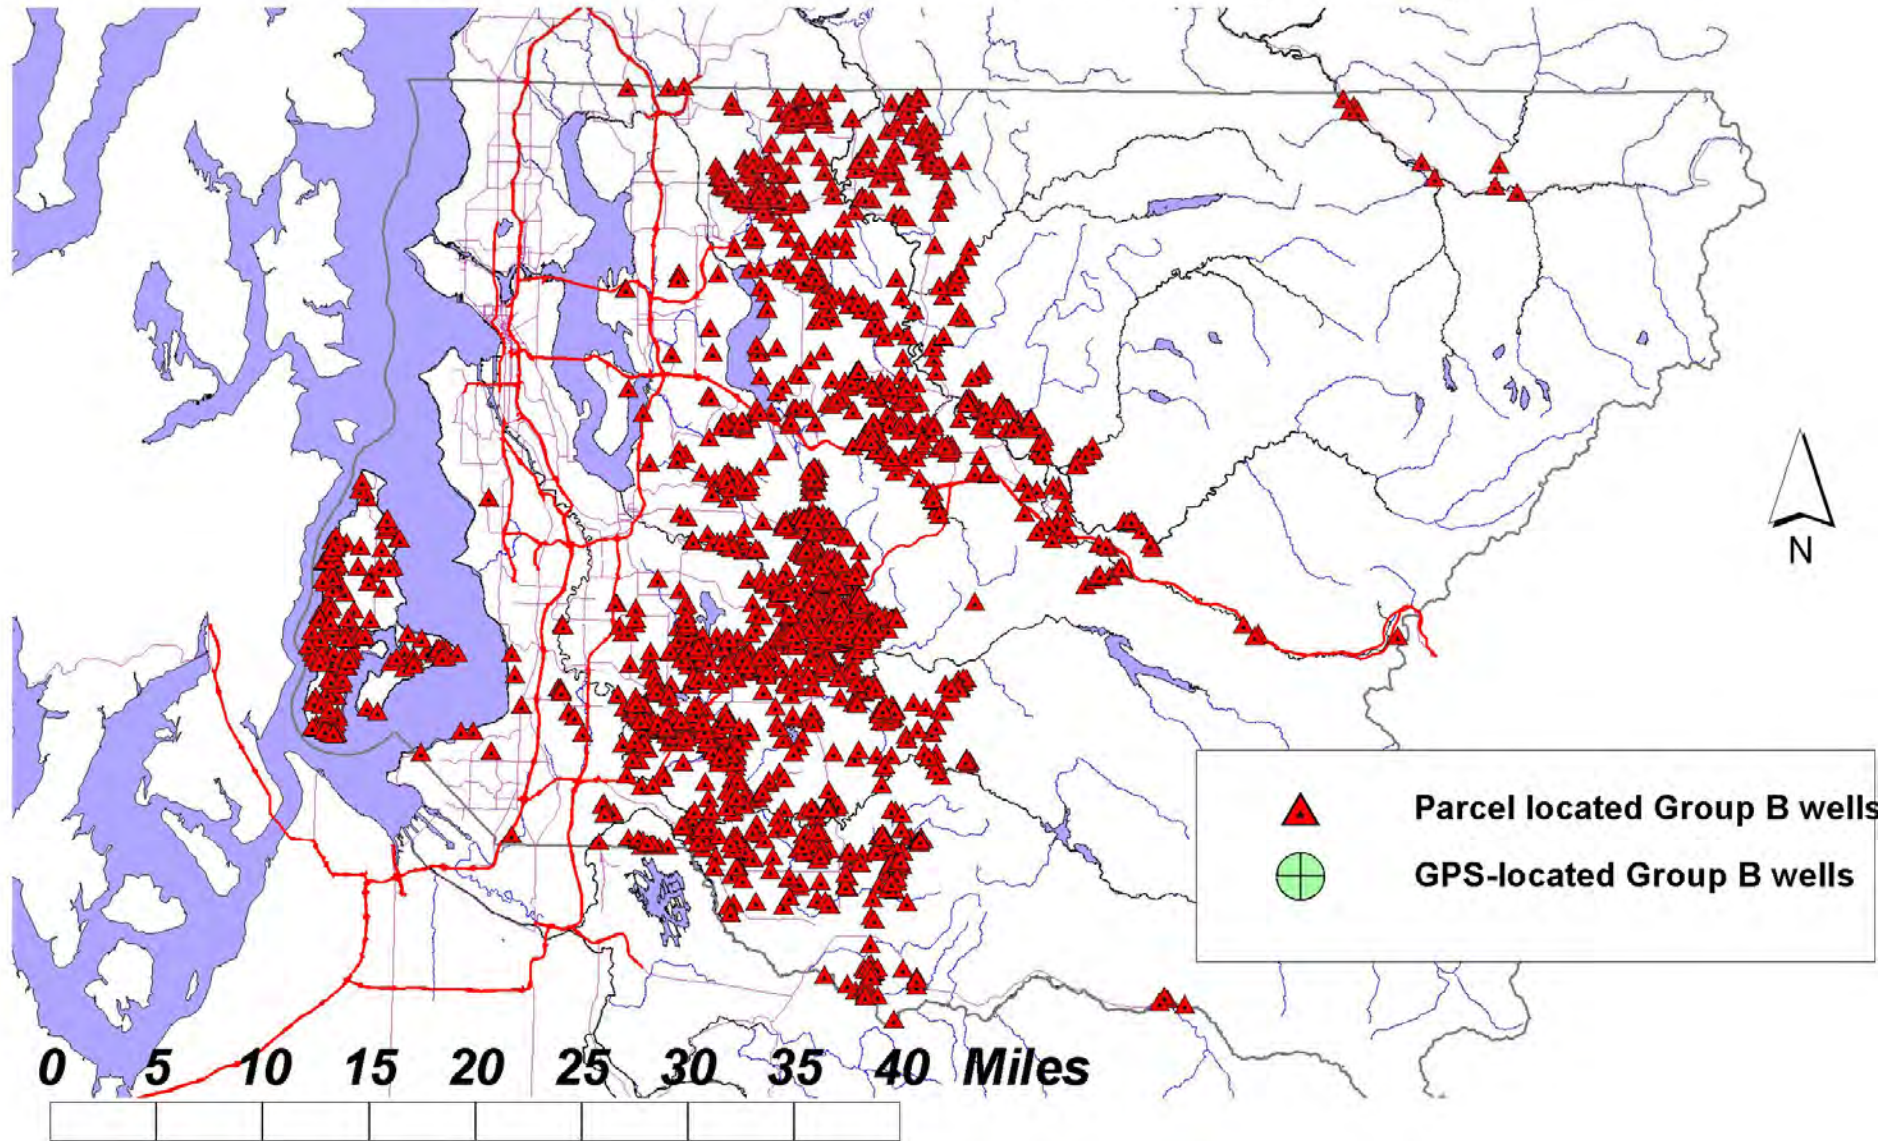 N
Parcel located Group B wells
GPS-located Group B wells
0 5 10 15 20 25 30 35 40 Miles